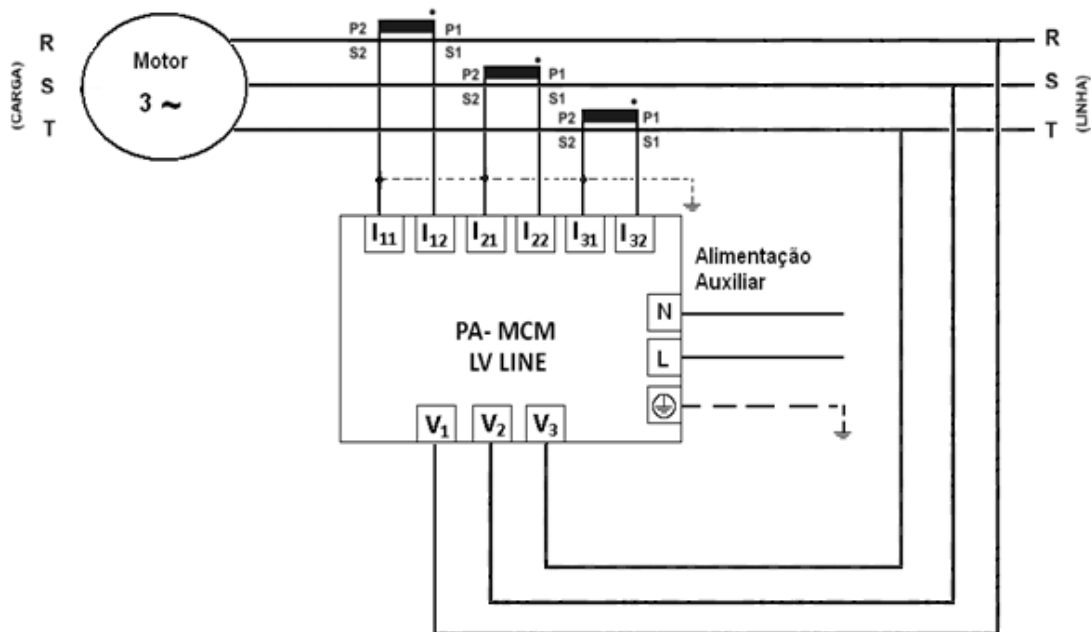 P2 P1
R R
S2 S1
Motor
3 ~
P2 P1
(CARGA) S S (LINHA)
S2 S1
P2 P1
T T
S2 S1
I11 I12 I21 I22 I31 I32
Alimentação
Auxiliar
N
PA- MCM
LV LINE
L
V1 V2 V3